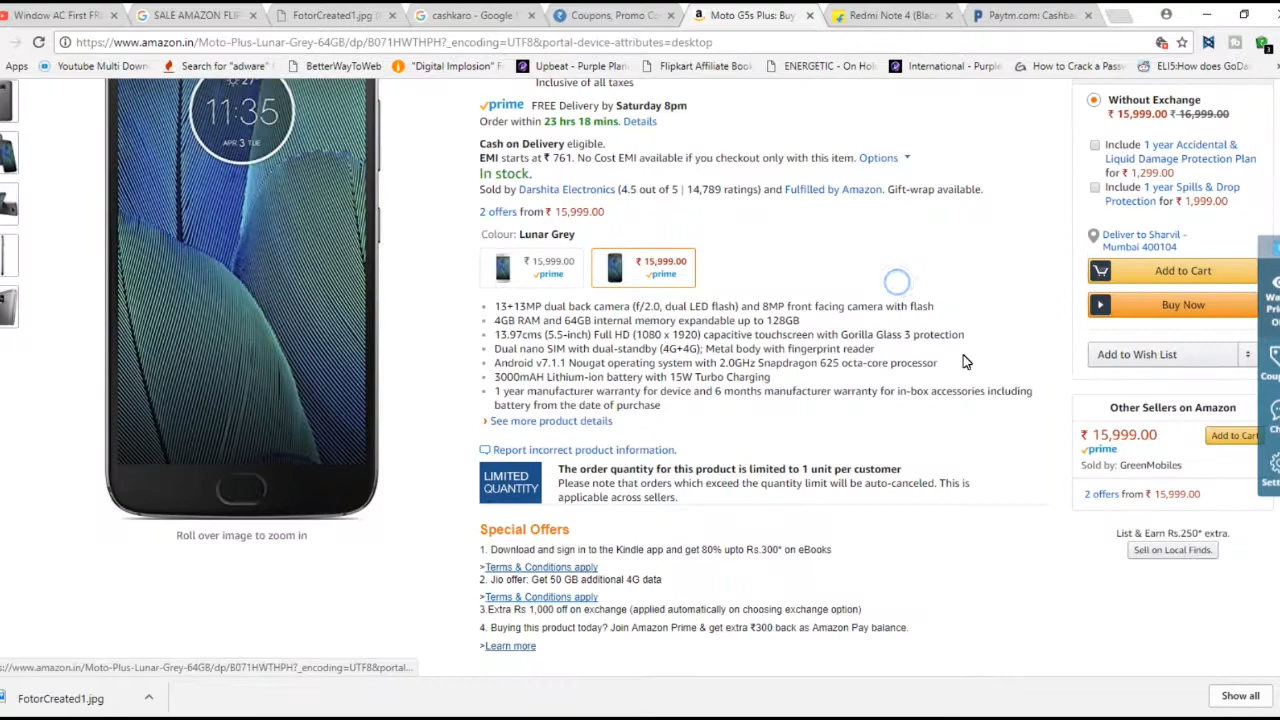 Window AC First FR
SALE AMAZON FLIP
FotorCreated1.jpg (
cashkaro - Google
Coupons, Promo Co
Moto G5s Plus: Buy
Redmi Note 4 (Blac
Paytm.com: Cashba
https://www.amazon.in/Moto-Plus-Lunar-Grey-64GB/dp/B071HWTHPH?_encoding=UTF8&portal-device-attributes=desktop
Apps
Youtube Multi Down
Search for "adware"
BetterWayToWeb
"Digital Implosion" F
Upbeat - Purple Plan
Flipkart Affiliate Boo
ENERGETIC - On Hol
International - Purple
How to Crack a Passv
ELI5:How does GoDa
11:35
APR 3 TUE
Roll over image to zoom in
Inclusive of all taxes
prime FREE Delivery by Saturday 8pm
Order within 23 hrs 18 mins. Details
Cash on Delivery eligible.
EMI starts at ₹ 761. No Cost EMI available if you checkout only with this item. Options
In stock.
Sold by Darshita Electronics (4.5 out of 5 | 14,789 ratings) and Fulfilled by Amazon. Gift-wrap available.
2 offers from ₹ 15,999.00
Colour: Lunar Grey
₹ 15,999.00
prime
₹ 15,999.00
prime
13+13MP dual back camera (f/2.0, dual LED flash) and 8MP front facing camera with flash
4GB RAM and 64GB internal memory expandable up to 128GB
13.97cms (5.5-inch) Full HD (1080 x 1920) capacitive touchscreen with Gorilla Glass 3 protection
Dual nano SIM with dual-standby (4G+4G); Metal body with fingerprint reader
Android v7.1.1 Nougat operating system with 2.0GHz Snapdragon 625 octa-core processor
3000mAH Lithium-ion battery with 15W Turbo Charging
1 year manufacturer warranty for device and 6 months manufacturer warranty for in-box accessories including
battery from the date of purchase
› See more product details
Report incorrect product information.
LIMITED
QUANTITY
The order quantity for this product is limited to 1 unit per customer
Please note that orders which exceed the quantity limit will be auto-canceled. This is
applicable across sellers.
Special Offers
1. Download and sign in to the Kindle app and get 80% upto Rs.300* on eBooks
>Terms & Conditions apply
2. Jio offer: Get 50 GB additional 4G data
>Terms & Conditions apply
3.Extra Rs 1,000 off on exchange (applied automatically on choosing exchange option)
4. Buying this product today? Join Amazon Prime & get extra ₹300 back as Amazon Pay balance.
>Learn more
Without Exchange
₹ 15,999.00 ₹ 16,999.00
Include 1 year Accidental &
Liquid Damage Protection Plan
for ₹ 1,299.00
Include 1 year Spills & Drop
Protection for ₹ 1,999.00
Deliver to Sharvil -
Mumbai 400104
Add to Cart
Buy Now
Add to Wish List
Other Sellers on Amazon
₹ 15,999.00
Add to Cart
prime
Sold by: GreenMobiles
2 offers from ₹ 15,999.00
List & Earn Rs.250* extra.
Sell on Local Finds.
s://www.amazon.in/Moto-Plus-Lunar-Grey-64GB/dp/B071HWTHPH?_encoding=UTF8&portal...
FotorCreated1.jpg
Show all